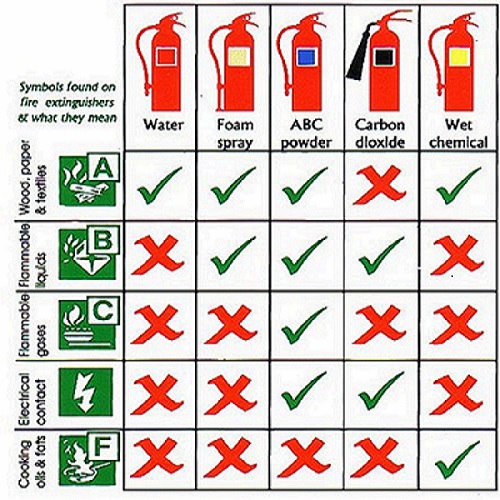 Symbols found on
fire extinguishers
& what they mean
Water
Foam
spray
ABC
powder
Carbon
dioxide
Wet
chemical
Wood, paper
& textiles
A
Flammable
liquids
B
Flammable
gases
C
Electrical
contact
Cooking
oils & fats
F